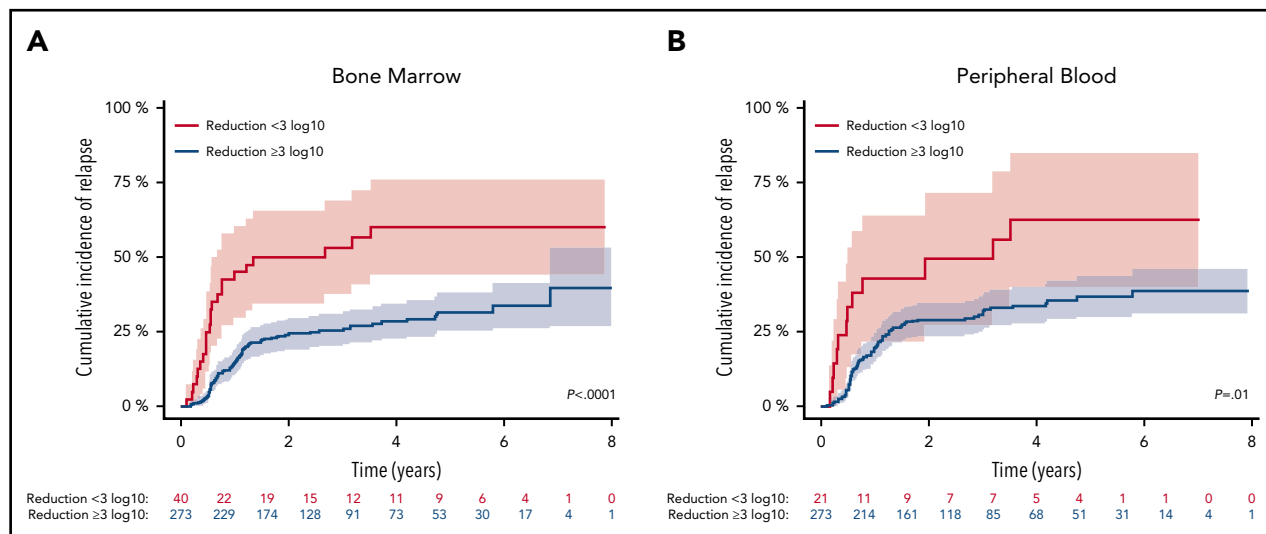 A
Bone Marrow
100 %
75 %
50 %
25 %
0 %
Cumulative incidence of relapse
Reduction <3 log10
Reduction ≥3 log10
P<.0001
0 2 4 6 8
Time (years)
Reduction <3 log10: 40 22 19 15 12 11 9 6 4 1 0
Reduction ≥3 log10: 273 229 174 128 91 73 53 30 17 4 1
B
Peripheral Blood
100 %
75 %
50 %
25 %
0 %
Cumulative incidence of relapse
Reduction <3 log10
Reduction ≥3 log10
P=.01
0 2 4 6 8
Time (years)
Reduction <3 log10: 21 11 9 7 7 5 4 1 1 0 0
Reduction ≥3 log10: 273 214 161 118 85 68 51 31 14 4 1